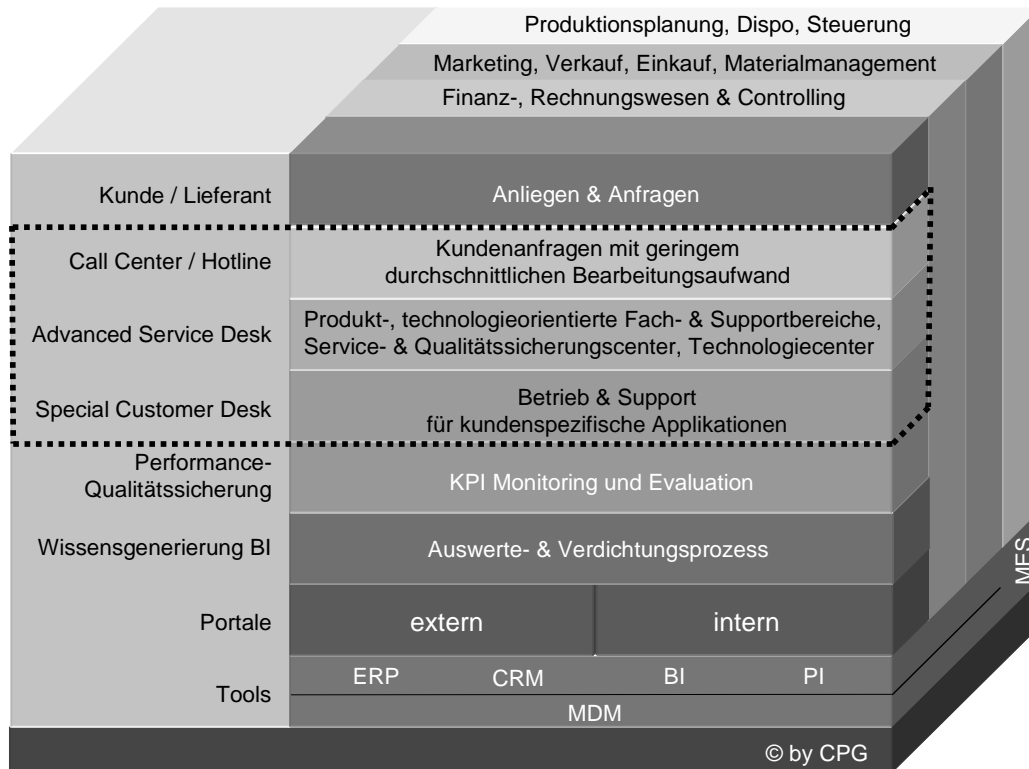 Produktionsplanung, Dispo, Steuerung
Marketing, Verkauf, Einkauf, Materialmanagement
Finanz-, Rechnungswesen & Controlling
Kunde / Lieferant
Anliegen & Anfragen
Call Center / Hotline
Kundenanfragen mit geringem
durchschnittlichen Bearbeitungsaufwand
Advanced Service Desk
Produkt-, technologieorientierte Fach- & Supportbereiche,
Service- & Qualitätssicherungscenter, Technologiecenter
Special Customer Desk
Betrieb & Support
für kundenspezifische Applikationen
Performance-
Qualitätssicherung
KPI Monitoring und Evaluation
Wissensgenerierung BI
Auswerte- & Verdichtungsprozess
MES
Portale
extern
intern
Tools
ERP
CRM
BI
PI
MDM
© by CPG